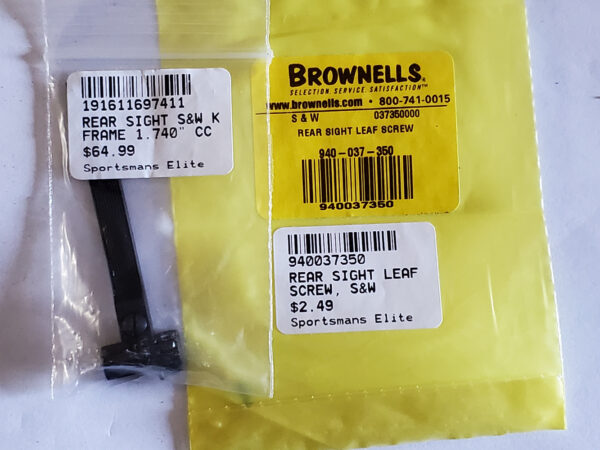 191611697411
REAR SIGHT S&W K
FRAME 1.740" CC
$64.99
Sportsmans Elite
BROWNELLS®
SELECTION SERVICE SATISFACTION™
www.brownells.com • 800-741-0015
S & W 037350000
REAR SIGHT LEAF SCREW
940-037-350
940037350
940037350
REAR SIGHT LEAF
SCREW, S&W
$2.49
Sportsmans Elite